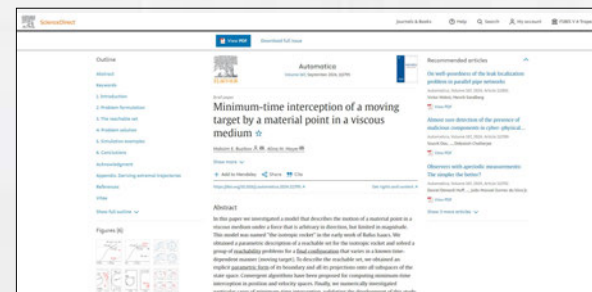 ScienceDirect
Journals & Books
Help
Search
My account
View PDF
Download full issue
Outline
Abstract
Keywords
1. Introduction
2. Problem formulation
3. The reachable set
4. Problem solution
5. Simulation examples
6. Conclusions
Acknowledgment
Appendix. Deriving extremal trajectories
References
Vitae
Show full outline
Figures (6)
ELSEVIER
Automatica
Brief paper
Minimum-time interception of a moving
target by a material point in a viscous
medium ☆
Show more
Add to Mendeley
Share
Cite
Get rights and content
Abstract
In this paper we investigated a model that describes the motion of a material point in a
viscous medium under a force that is arbitrary in direction, but limited in magnitude.
This model was named "the isotropic rocket" in the early work of Rufus Isaacs. We
obtained a parametric description of a reachable set for the isotropic rocket and solved a
group of reachability problems for a final configuration that varies in a known time-
dependent manner (moving target). To describe the reachable set, we obtained an
explicit parametric form of its boundary and all its projections onto all subspaces of the
state space. Convergent algorithms have been proposed for computing minimum-time
interception in position and velocity spaces. Finally, we numerically investigated
Recommended articles
On well-posedness of the leak localization
problem in parallel pipe networks
View PDF
Almost sure detection of the presence of
malicious components in cyber-physical...
View PDF
Observers with aperiodic measurements:
The simpler the better?
View PDF
Show 3 more articles